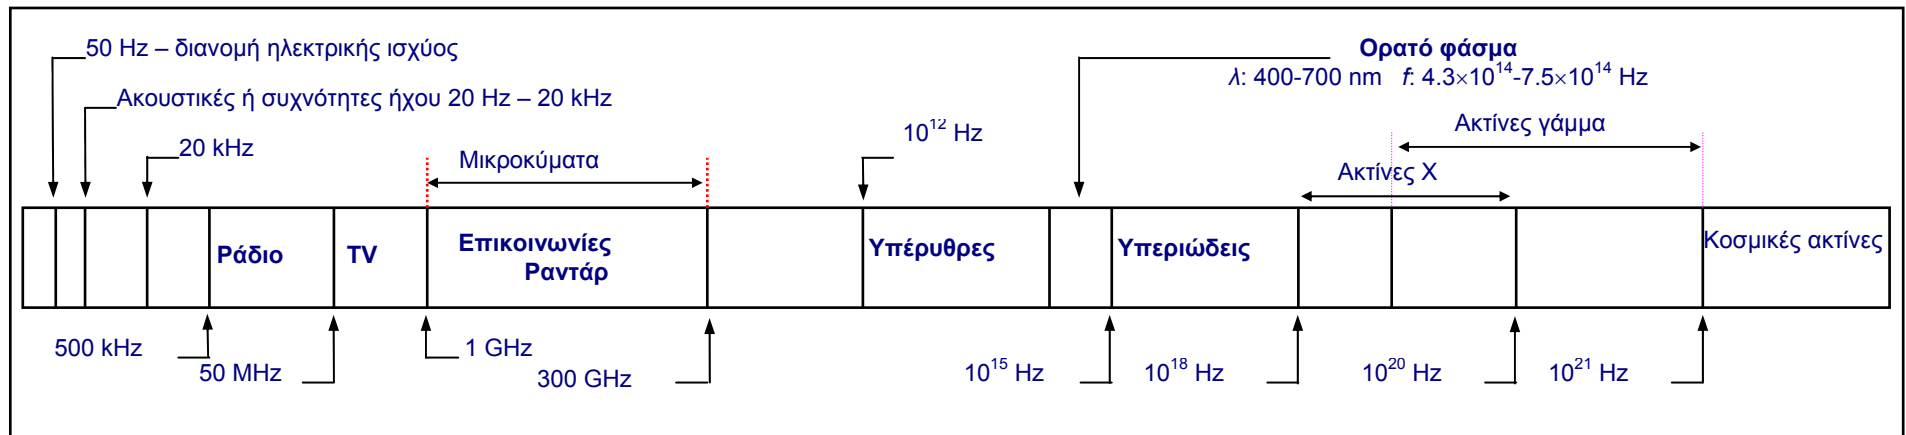 50 Hz – διανομή ηλεκτρικής ισχύος
Ορατό φάσμα
λ: 400-700 nm f: 4.3×10¹⁴-7.5×10¹⁴ Hz
Ακουστικές ή συχνότητες ήχου 20 Hz – 20 kHz
20 kHz
Μικροκύματα
10¹² Hz
Ακτίνες γάμμα
Ακτίνες Χ
Ράδιο
TV
Επικοινωνίες
Ραντάρ
Υπέρυθρες
Υπεριώδεις
Κοσμικές ακτίνες
500 kHz
50 MHz
1 GHz
300 GHz
10¹⁵ Hz
10¹⁸ Hz
10²⁰ Hz
10²¹ Hz